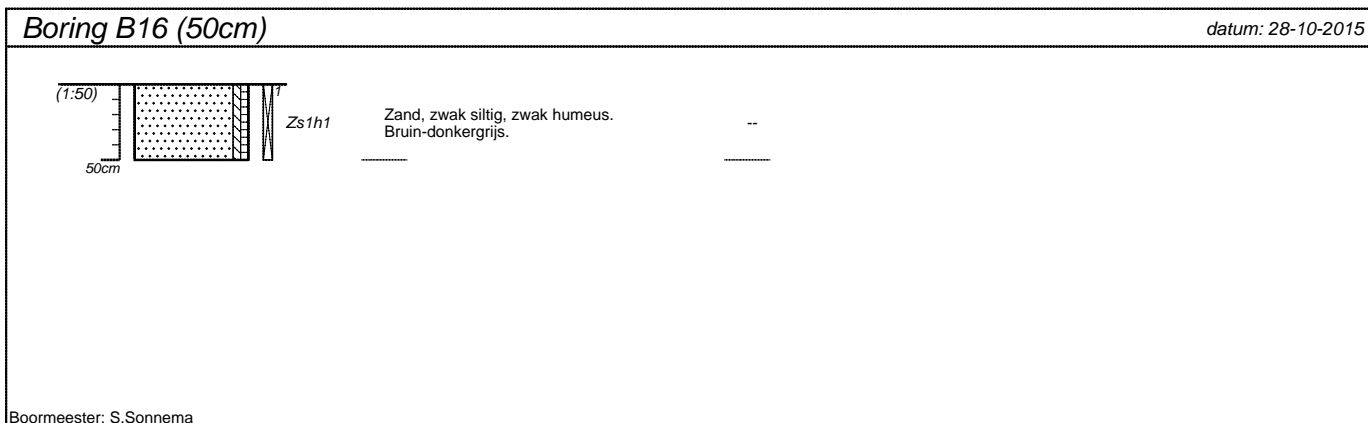 Boring B16 (50cm)
datum: 28-10-2015
(1:50)
1
Zs1h1
Zand, zwak siltig, zwak humeus.
Bruin-donkergrijs.
--
50cm
Boormeester: S.Sonnema